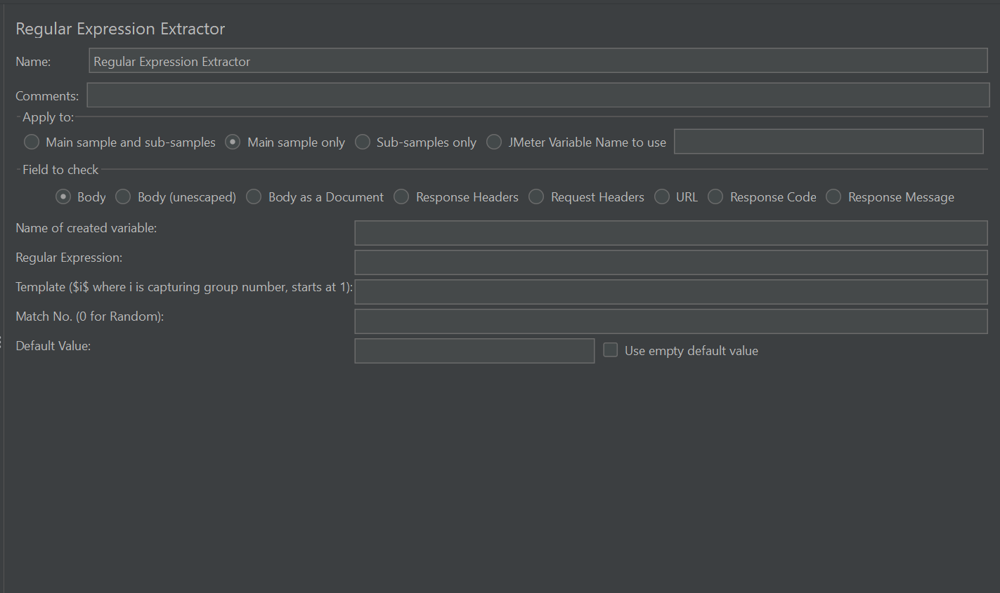 Regular Expression Extractor
Name: Regular Expression Extractor
Comments:
Apply to:
Main sample and sub-samples Main sample only Sub-samples only JMeter Variable Name to use
Field to check
Body Body (unescaped) Body as a Document Response Headers Request Headers URL Response Code Response Message
Name of created variable:
Regular Expression:
Template ($i$ where i is capturing group number, starts at 1):
Match No. (0 for Random):
Default Value: Use empty default value